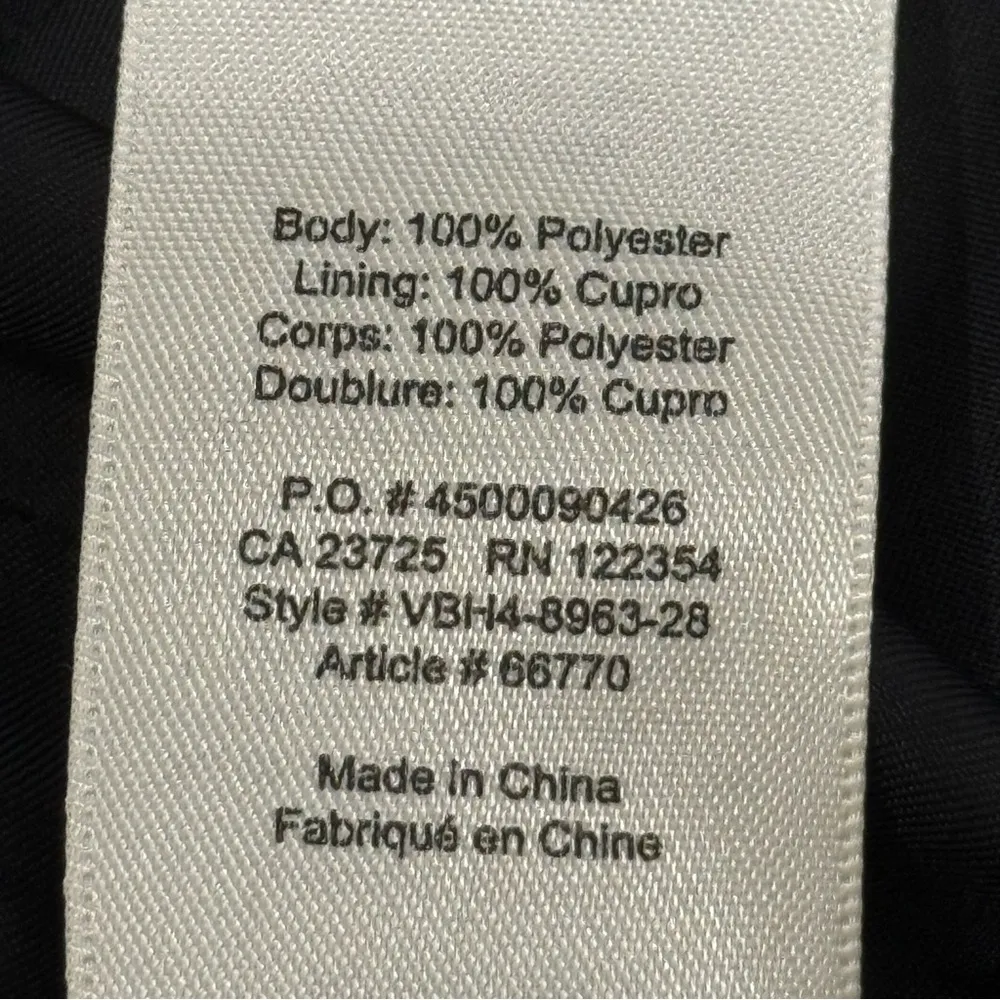 Body: 100% Polyester
Lining: 100% Cupro
Corps: 100% Polyester
Doublure: 100% Cupro
P.O. # 4500090426
CA 23725 RN 122354
Style # VBH4-8963-28
Article # 66770
Made in China
Fabriqué en Chine